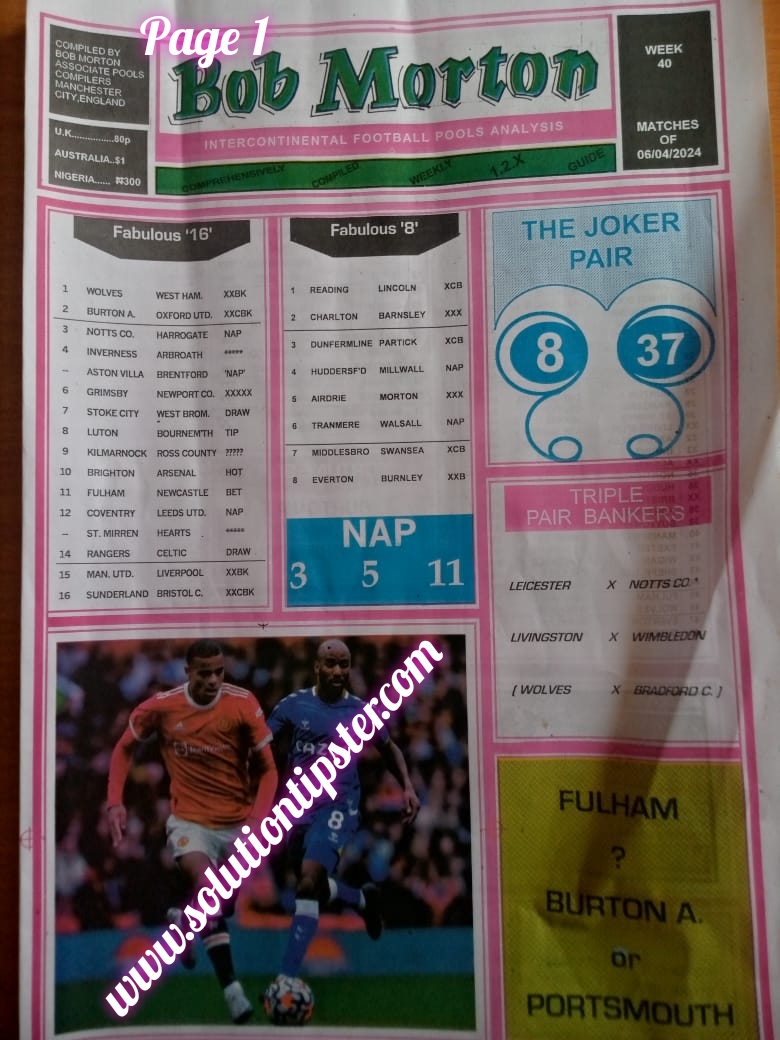 Page 1
COMPILED BY
BOB MORTON
ASSOCIATE POOLS
COMPILERS
MANCHESTER
CITY,ENGLAND
U.K...............80p
AUSTRALIA..$1
NIGERIA...... ₦300
Bob Morton
INTERCONTINENTAL FOOTBALL POOLS ANALYSIS
COMPREHENSIVELY COMPILED WEEKLY 1,2.X GUIDE
WEEK
40
MATCHES
OF
06/04/2024
Fabulous '16'
1 WOLVES WEST HAM. XXBK
2 BURTON A. OXFORD UTD. XXCBK
3 NOTTS CO. HARROGATE NAP
4 INVERNESS ARBROATH *****
-- ASTON VILLA BRENTFORD 'NAP'
6 GRIMSBY NEWPORT CO. XXXXX
7 STOKE CITY WEST BROM. DRAW
8 LUTON BOURNEM'TH TIP
9 KILMARNOCK ROSS COUNTY ?????
10 BRIGHTON ARSENAL HOT
11 FULHAM NEWCASTLE BET
12 COVENTRY LEEDS UTD. NAP
-- ST. MIRREN HEARTS *****
14 RANGERS CELTIC DRAW
15 MAN. UTD. LIVERPOOL XXBK
16 SUNDERLAND BRISTOL C. XXCBK
Fabulous '8'
1 READING LINCOLN XCB
2 CHARLTON BARNSLEY XXX
3 DUNFERMLINE PARTICK XCB
4 HUDDERSF'D MILLWALL NAP
5 AIRDRIE MORTON XXX
6 TRANMERE WALSALL NAP
7 MIDDLESBRO SWANSEA XCB
8 EVERTON BURNLEY XXB
NAP
3 5 11
THE JOKER
PAIR
8 37
TRIPLE
PAIR BANKERS
LEICESTER X NOTTS CO *
LIVINGSTON X WIMBLEDON
( WOLVES X BRADFORD C. )
FULHAM
?
BURTON A.
or
PORTSMOUTH
8
www.solutiontipster.com